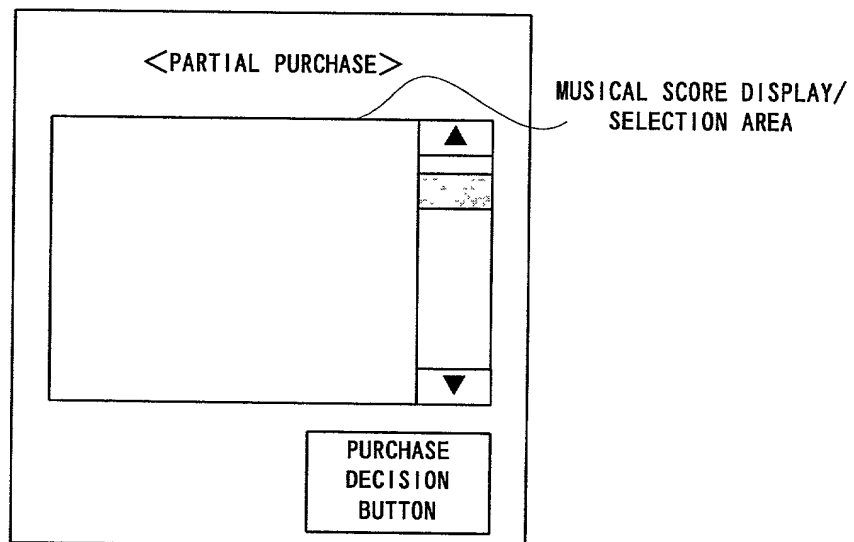 <PARTIAL PURCHASE>
MUSICAL SCORE DISPLAY/
SELECTION AREA
▲
▼
PURCHASE
DECISION
BUTTON